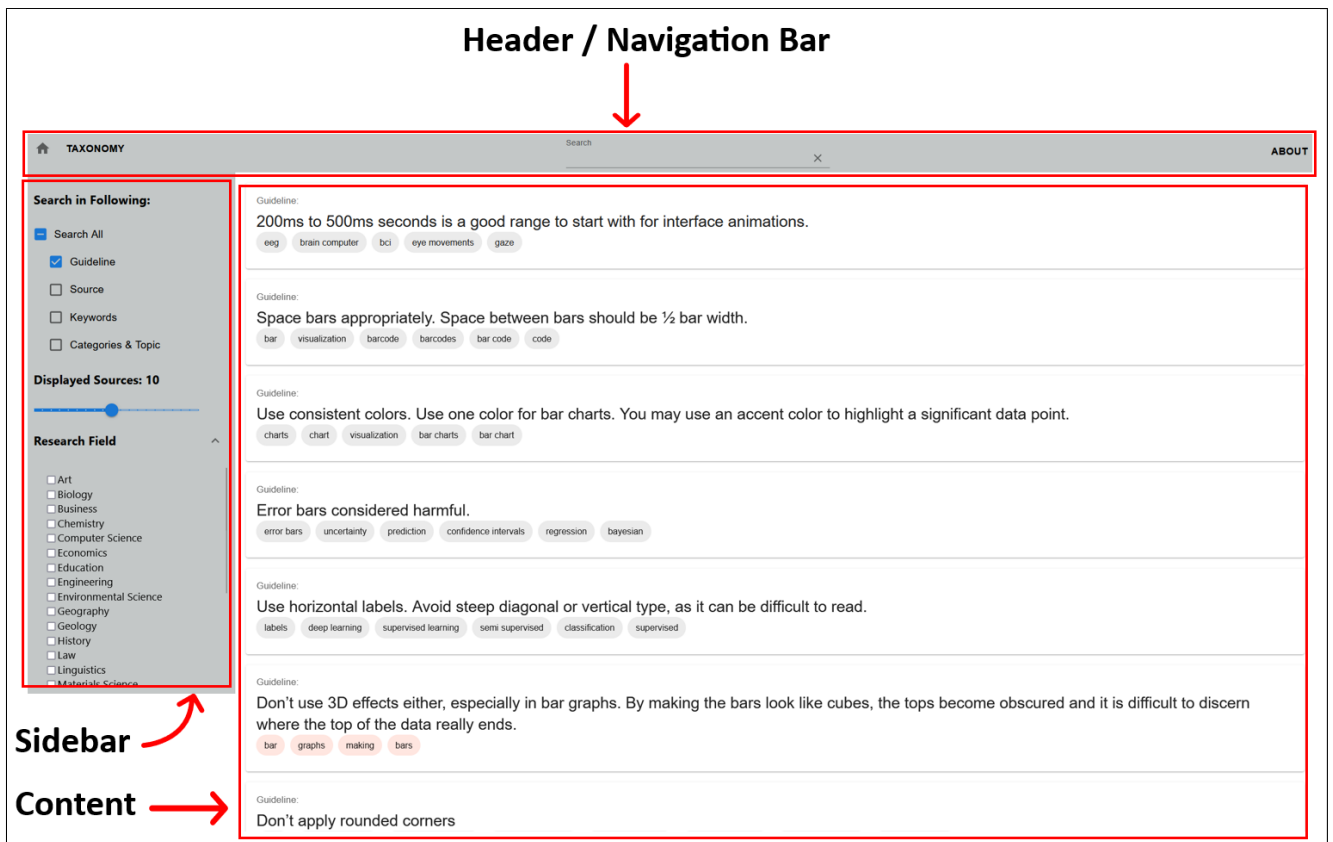 Header / Navigation Bar
TAXONOMY
Search
ABOUT
Search in Following:
Search All
Guideline
Source
Keywords
Categories & Topic
Displayed Sources: 10
Research Field
Art
Biology
Business
Chemistry
Computer Science
Economics
Education
Engineering
Environmental Science
Geography
Geology
History
Law
Linguistics
Materials Science
Sidebar
Content
Guideline:
200ms to 500ms seconds is a good range to start with for interface animations.
eeg brain computer bci eye movements gaze
Guideline:
Space bars appropriately. Space between bars should be ½ bar width.
bar visualization barcode barcodes bar code code
Guideline:
Use consistent colors. Use one color for bar charts. You may use an accent color to highlight a significant data point.
charts chart visualization bar charts bar chart
Guideline:
Error bars considered harmful.
error bars uncertainty prediction confidence intervals regression bayesian
Guideline:
Use horizontal labels. Avoid steep diagonal or vertical type, as it can be difficult to read.
labels deep learning supervised learning semi supervised classification supervised
Guideline:
Don’t use 3D effects either, especially in bar graphs. By making the bars look like cubes, the tops become obscured and it is difficult to discern
where the top of the data really ends.
bar graphs making bars
Guideline:
Don’t apply rounded corners